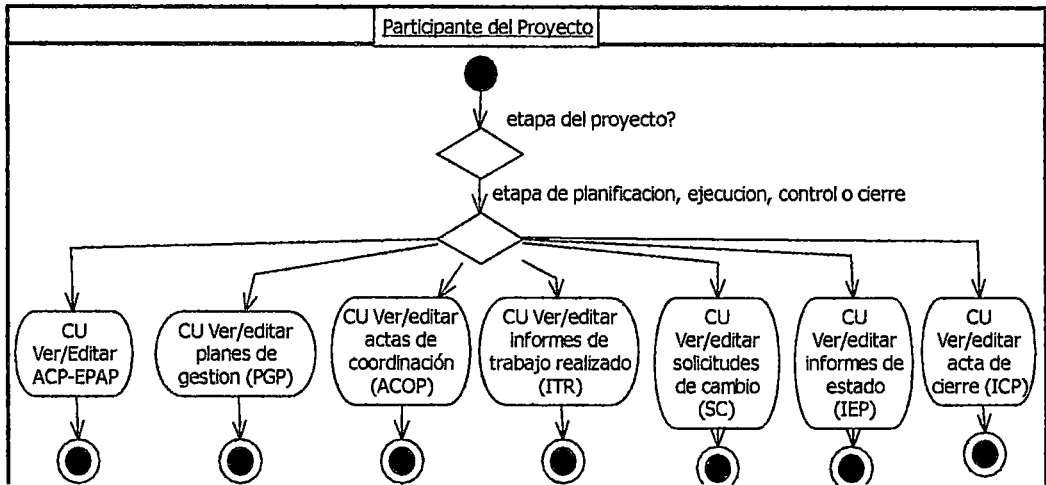 Participante del Proyecto
etapa del proyecto?
etapa de planificacion, ejecucion, control o cierre
CU
Ver/Editar
ACP-EPAP
CU Ver/editar
planes de
gestion (PGP)
CU Ver/editar
actas de
coordinación
(ACOP)
CU Ver/editar
informes de
trabajo realizado
(ITR)
CU
Ver/editar
solicitudes
de cambio
(SC)
CU
Ver/editar
informes de
estado
(IEP)
CU
Ver/editar
acta de
cierre (ICP)